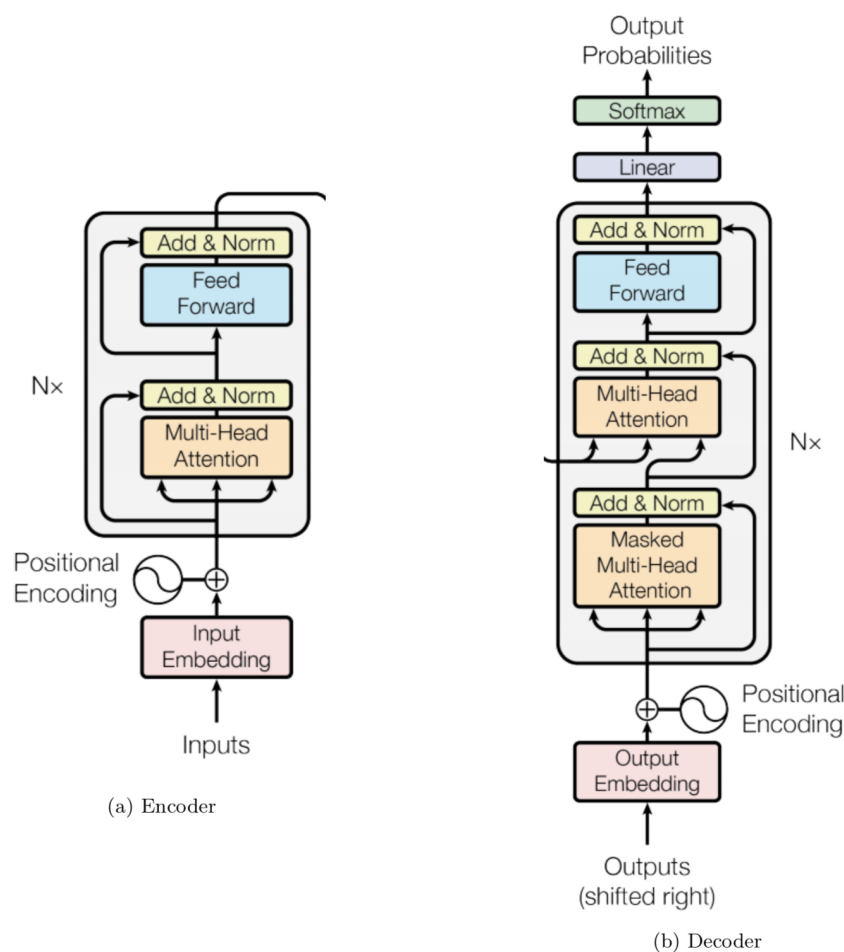 Add & Norm
Feed
Forward
Nx
Add & Norm
Multi-Head
Attention
Positional
Encoding
Input
Embedding
Inputs
(a) Encoder
Output
Probabilities
Softmax
Linear
Add & Norm
Feed
Forward
Add & Norm
Multi-Head
Attention
Nx
Add & Norm
Masked
Multi-Head
Attention
Positional
Encoding
Output
Embedding
Outputs
(shifted right)
(b) Decoder